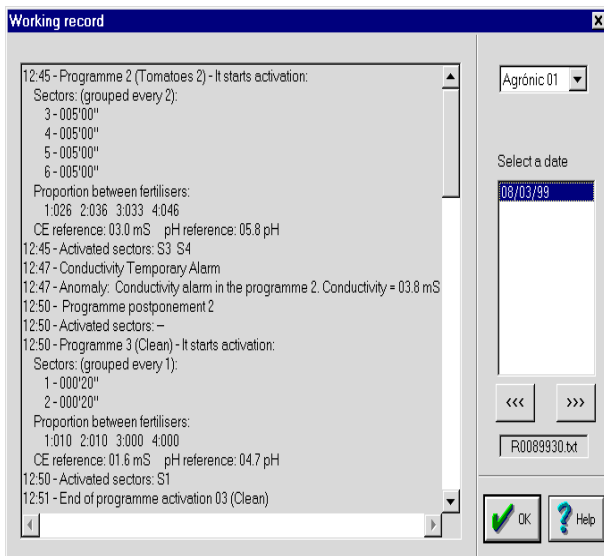 Working record
12:45 - Programme 2 (Tomatoes 2) - It starts activation:
Sectors: (grouped every 2):
3 - 005'00"
4 - 005'00"
5 - 005'00"
6 - 005'00"
Proportion between fertilisers:
1:026 2:036 3:033 4:046
CE reference: 03.0 mS pH reference: 05.8 pH
12:45 - Activated sectors: S3 S4
12:47 - Conductivity Temporary Alarm
12:47 - Anomaly: Conductivity alarm in the programme 2. Conductivity = 03.8 mS
12:50 - Programme postponement 2
12:50 - Activated sectors: --
12:50 - Programme 3 (Clean) - It starts activation:
Sectors: (grouped every 1):
1 - 000'20"
2 - 000'20"
Proportion between fertilisers:
1:010 2:010 3:000 4:000
CE reference: 01.6 mS pH reference: 04.7 pH
12:50 - Activated sectors: S1
12:51 - End of programme activation 03 (Clean)
Agrónic 01
Select a date
08/03/99
<<< >>>
R0089930.txt
OK
Help